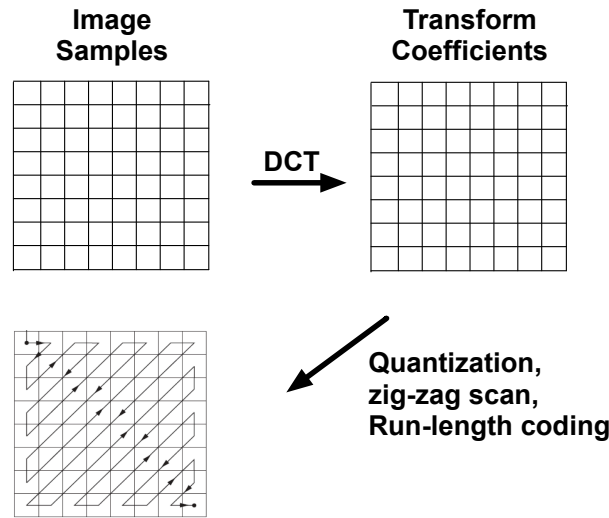 Image
Samples
Transform
Coefficients
DCT
Quantization,
zig-zag scan,
Run-length coding